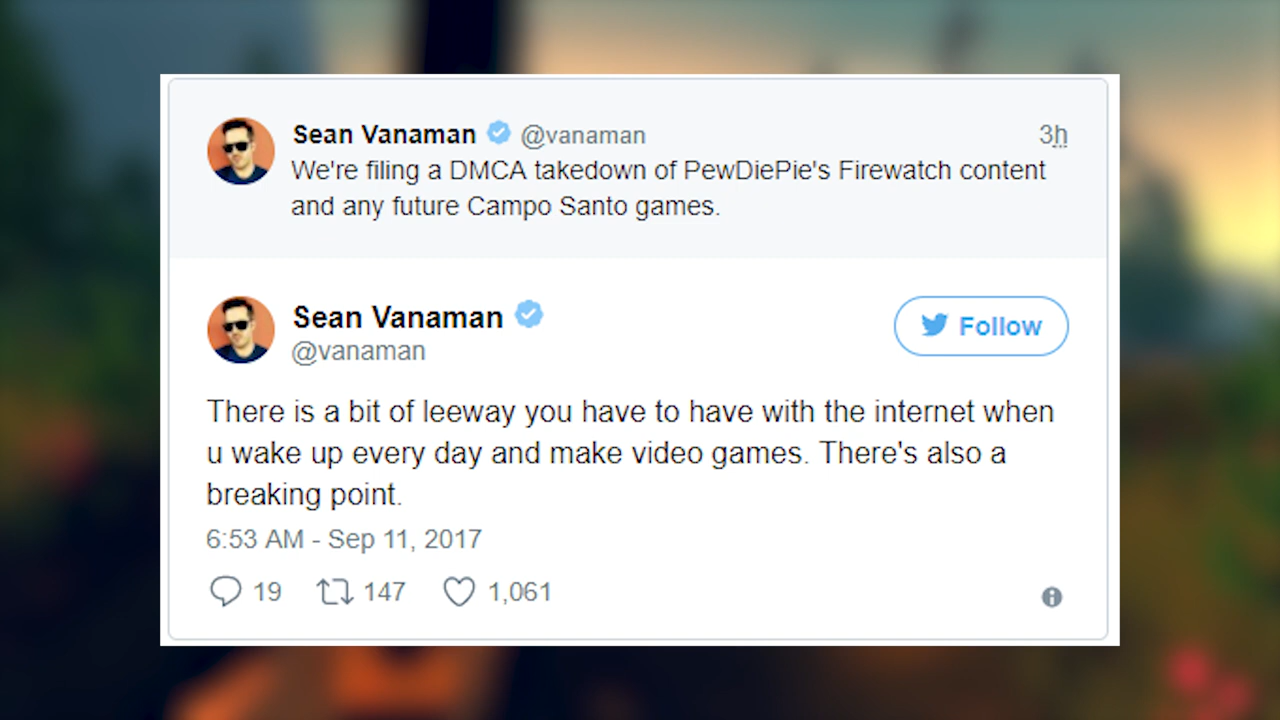 Sean Vanaman @vanaman 3h
We're filing a DMCA takedown of PewDiePie's Firewatch content
and any future Campo Santo games.
Sean Vanaman
@vanaman
Follow
There is a bit of leeway you have to have with the internet when
u wake up every day and make video games. There's also a
breaking point.
6:53 AM - Sep 11, 2017
19 147 1,061